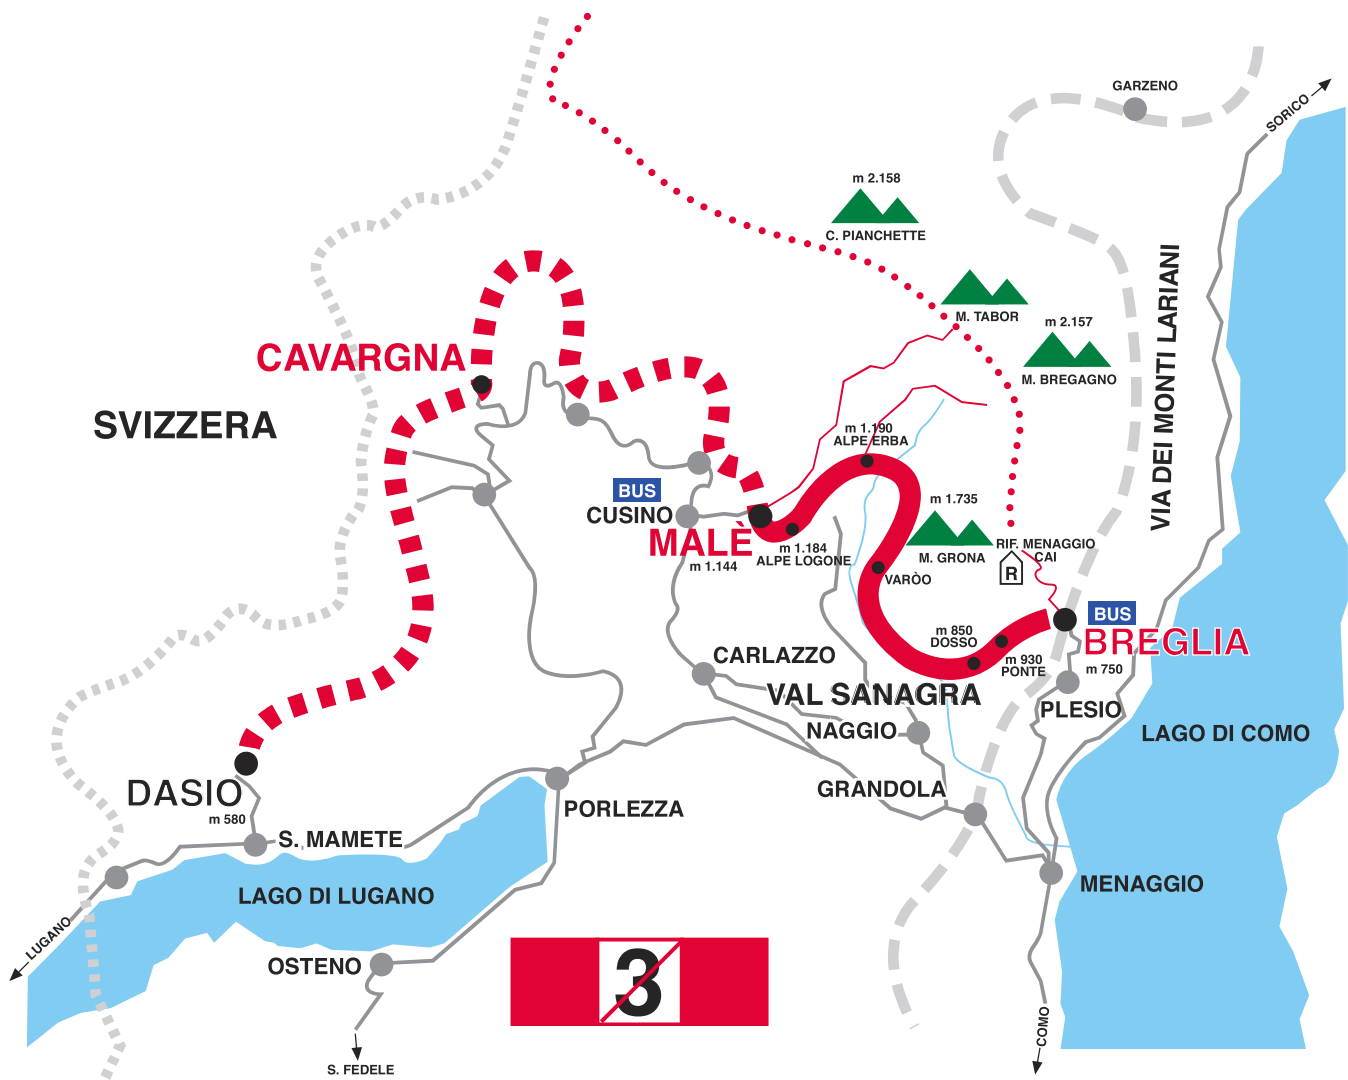 GARZENO
SORICO
m 2.158
C. PIANCHETTE
M. TABOR
m 2.157
M. BREGAGNO
VIA DEI MONTI LARIANI
CAVARGNA
SVIZZERA
m 1.190
ALPE ERBA
BUS
CUSINO
MALÈ
m 1.144
m 1.184
ALPE LOGONE
m 1.735
M. GRONA
RIF. MENAGGIO
CAI
R
VARÒO
BUS
BREGLIA
m 750
m 850
DOSSO
m 930
PONTE
CARLAZZO
VAL SANAGRA
PLESIO
NAGGIO
LAGO DI COMO
GRANDOLA
DASIO
m 580
PORLEZZA
S. MAMETE
MENAGGIO
LAGO DI LUGANO
LUGANO
OSTENO
3
COMO
S. FEDELE